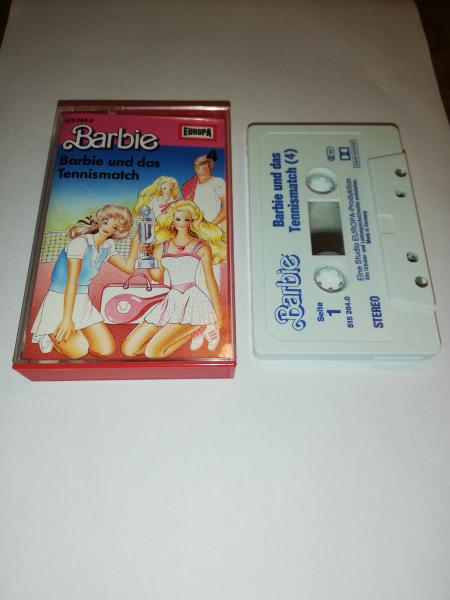 515 284.0
Barbie
EUROPA
4
Barbie und das
Tennismatch
Barbie
Barbie und das
Tennismatch (4)
Seite
1
515 284.0
STEREO
Eine Studio EUROPA-Produktion
Made in Germany